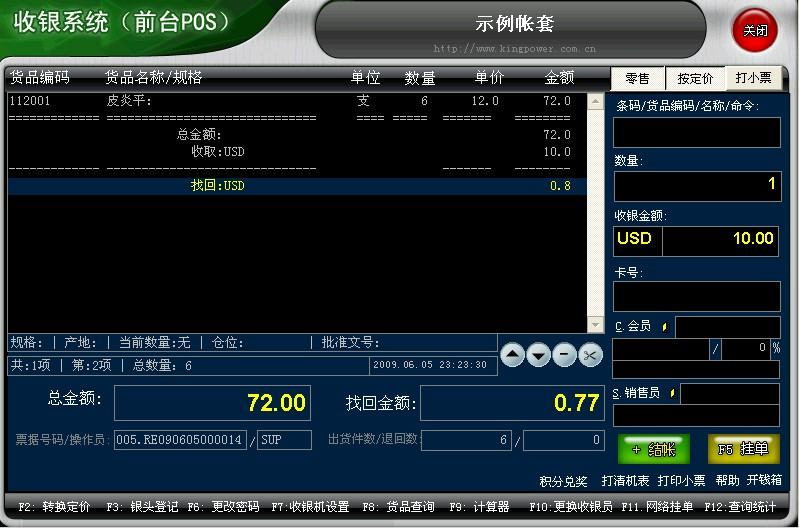 收银系统（前台POS）
示例帐套
http://www.kingpower.com.cn
关闭
货品编码 货品名称/规格 单位 数量 单价 金额
零售 按定价 打小票
112001 皮炎平: 支 6 12.0 72.0
条码/货品编码/名称/命令:
总金额: 72.0
收取:USD 10.0
数量:
1
找回:USD 0.8
收银金额:
USD 10.00
卡号:
C.会员
/ 0 %
规格: | 产地: | 当前数量:无 | 仓位: | 批准文号:
共:1项 | 第:2项 | 总数量: 6 2009.06.05 23:23:30
S.销售员
总金额: 72.00 找回金额: 0.77
票据号码/操作员: 005.RE090605000014 / SUP 出货件数/退回数: 6 / 0
+ 结帐 F5 挂单
积分兑奖 打清机表 打印小票 帮助 开钱箱
F2: 转换定价 F3: 银头登记 F6: 更改密码 F7:收银机设置 F8: 货品查询 F9: 计算器 F10:更换收银员 F11.网络挂单 F12:查询统计